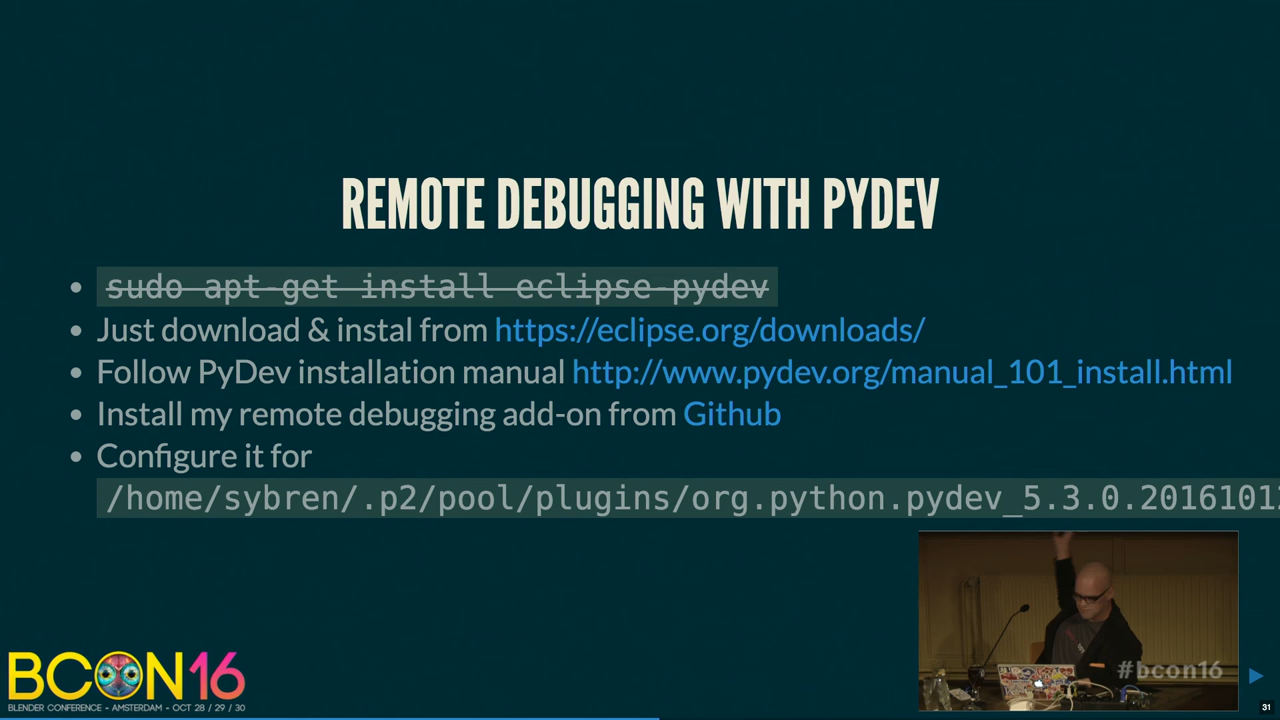 REMOTE DEBUGGING WITH PYDEV
sudo apt-get install eclipse-pydev
Just download & instal from https://eclipse.org/downloads/
Follow PyDev installation manual http://www.pydev.org/manual_101_install.html
Install my remote debugging add-on from Github
Configure it for
/home/sybren/.p2/pool/plugins/org.python.pydev_5.3.0.2016101
#bcon16
BCON16
BLENDER CONFERENCE - AMSTERDAM - OCT 28 / 29 / 30
31